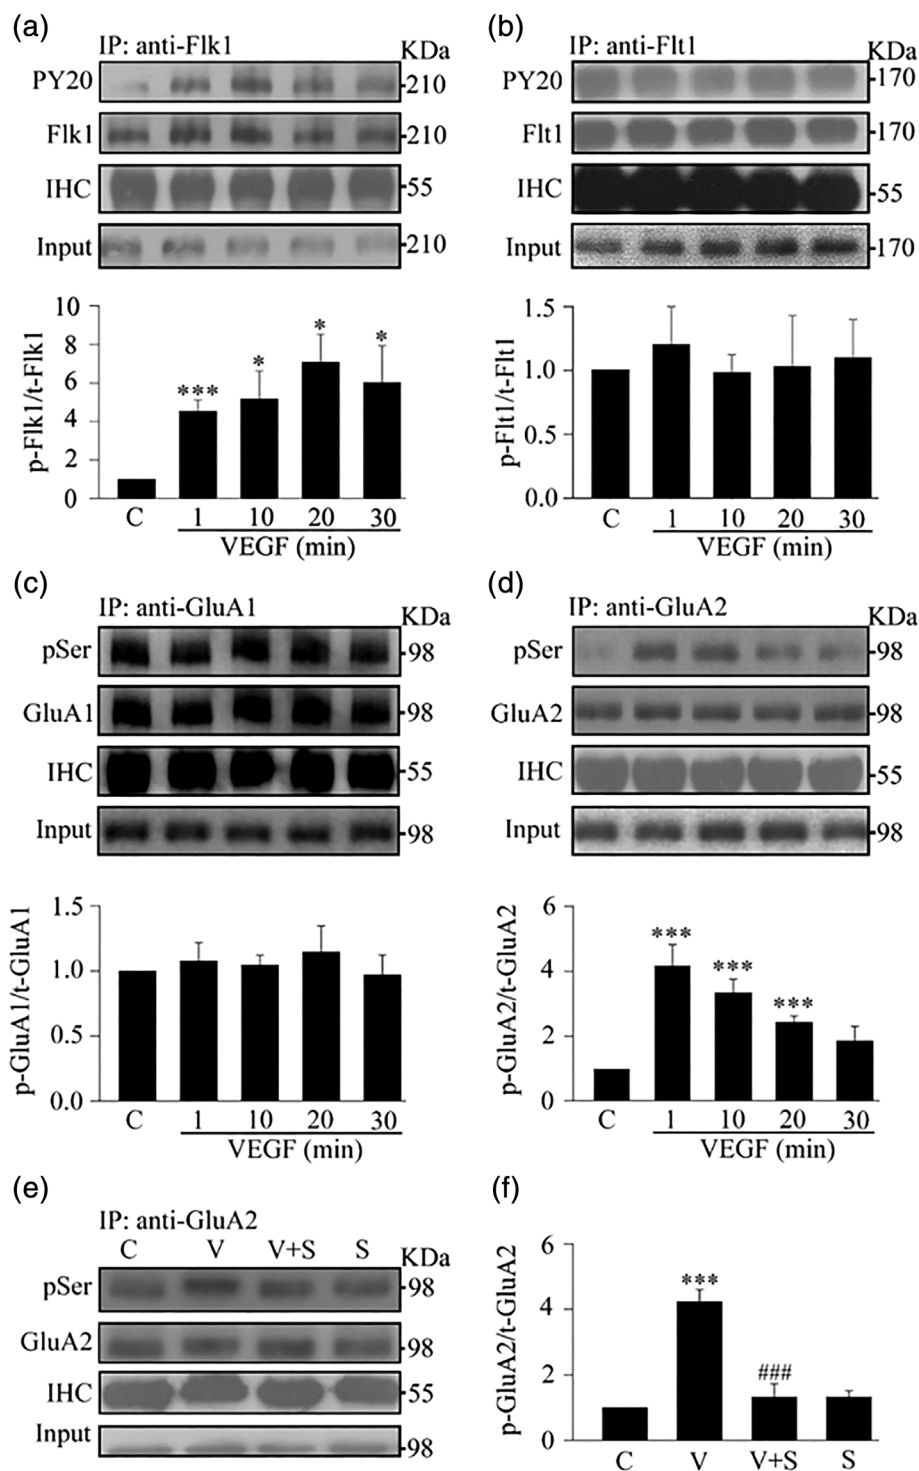 (a)
IP: anti-Flk1
KDa
PY20
210
Flk1
210
IHC
55
Input
210
p-Flk1/t-Flk1
10
8
6
4
2
0
***
*
*
*
C 1 10 20 30
VEGF (min)
(b)
IP: anti-Flt1
KDa
PY20
170
Flt1
170
IHC
55
Input
170
p-Flt1/t-Flt1
1.5
1.0
0.5
0.0
C 1 10 20 30
VEGF (min)
(c)
IP: anti-GluA1
KDa
pSer
98
GluA1
98
IHC
55
Input
98
p-GluA1/t-GluA1
1.5
1.0
0.5
0.0
C 1 10 20 30
VEGF (min)
(d)
IP: anti-GluA2
KDa
pSer
98
GluA2
98
IHC
55
Input
98
p-GluA2/t-GluA2
6
4
2
0
***
***
***
C 1 10 20 30
VEGF (min)
(e)
IP: anti-GluA2
C V V+S S
KDa
pSer
98
GluA2
98
IHC
55
Input
98
(f)
p-GluA2/t-GluA2
6
4
2
0
***
###
C V V+S S